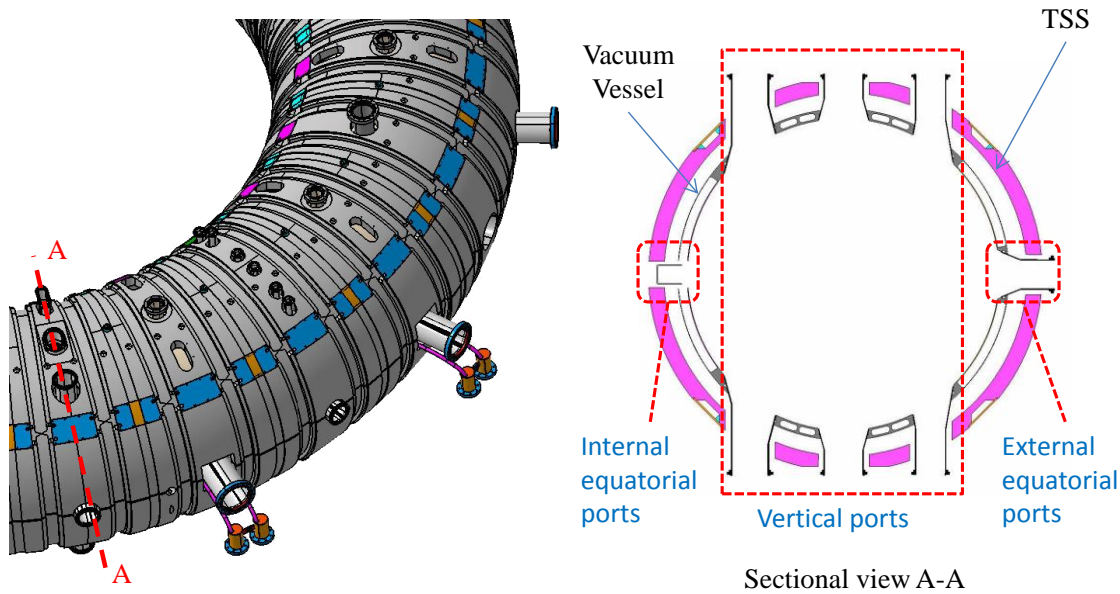 A
A
Vacuum
Vessel
TSS
Internal
equatorial
ports
Vertical ports
External
equatorial
ports
Sectional view A-A